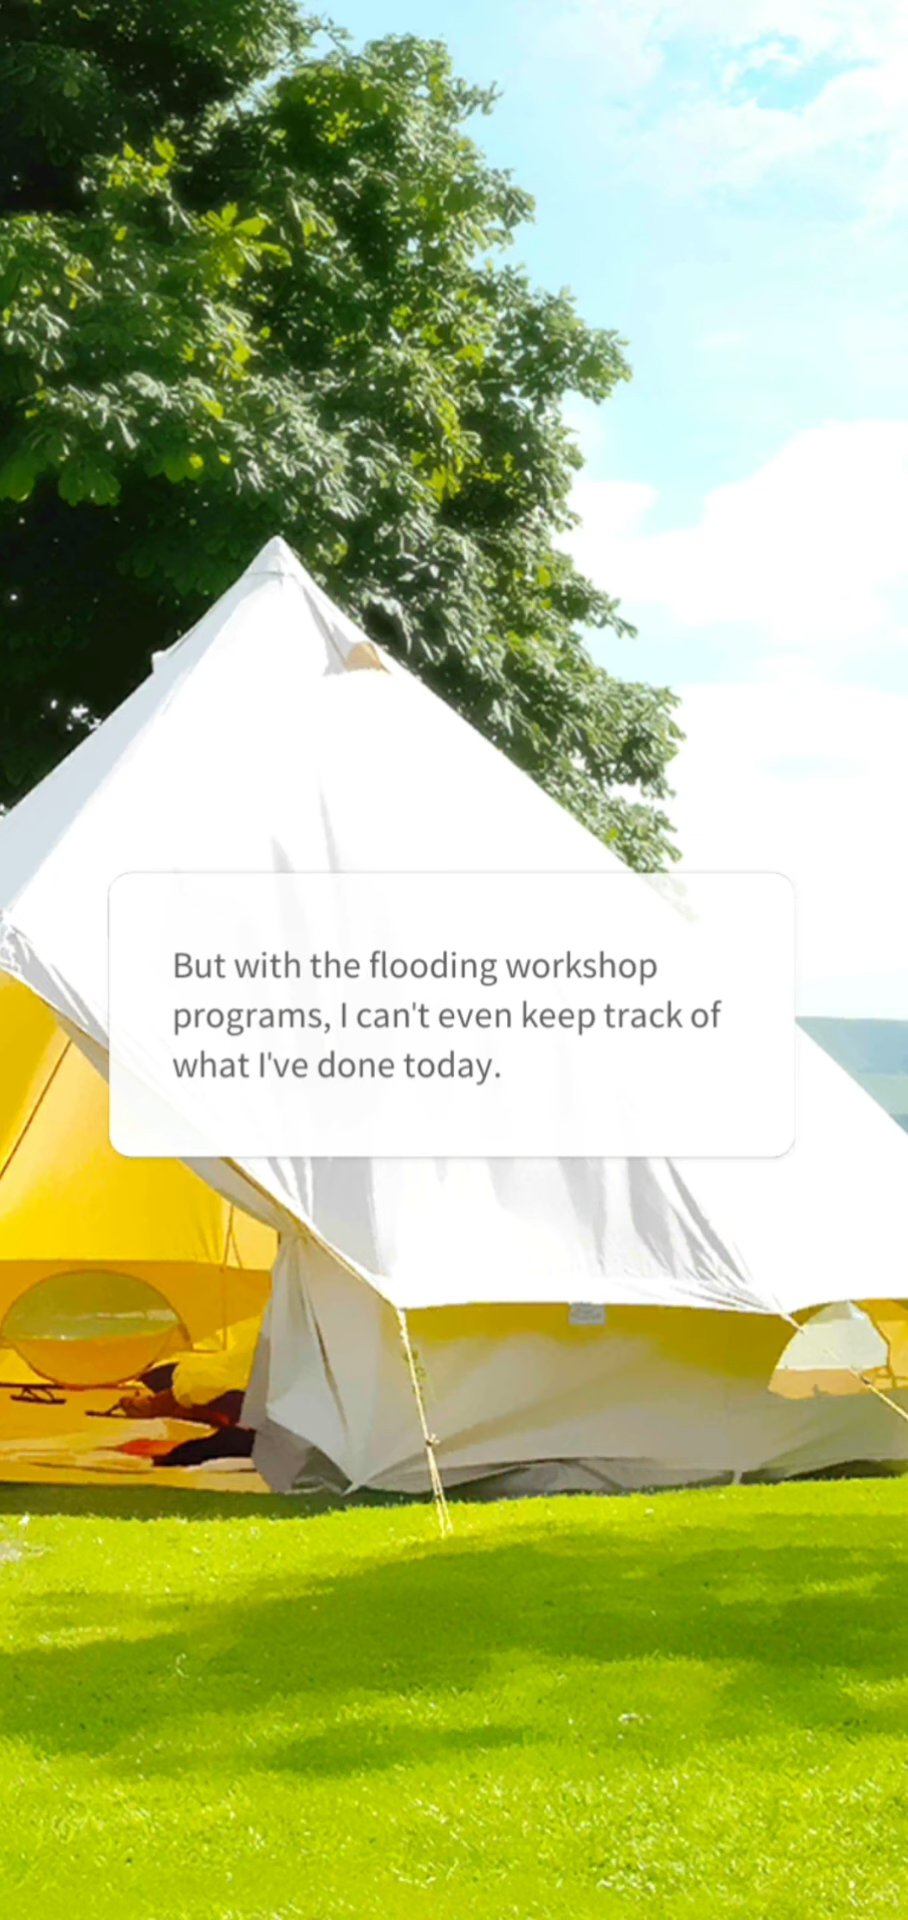 But with the flooding workshop
programs, I can't even keep track of
what I've done today.